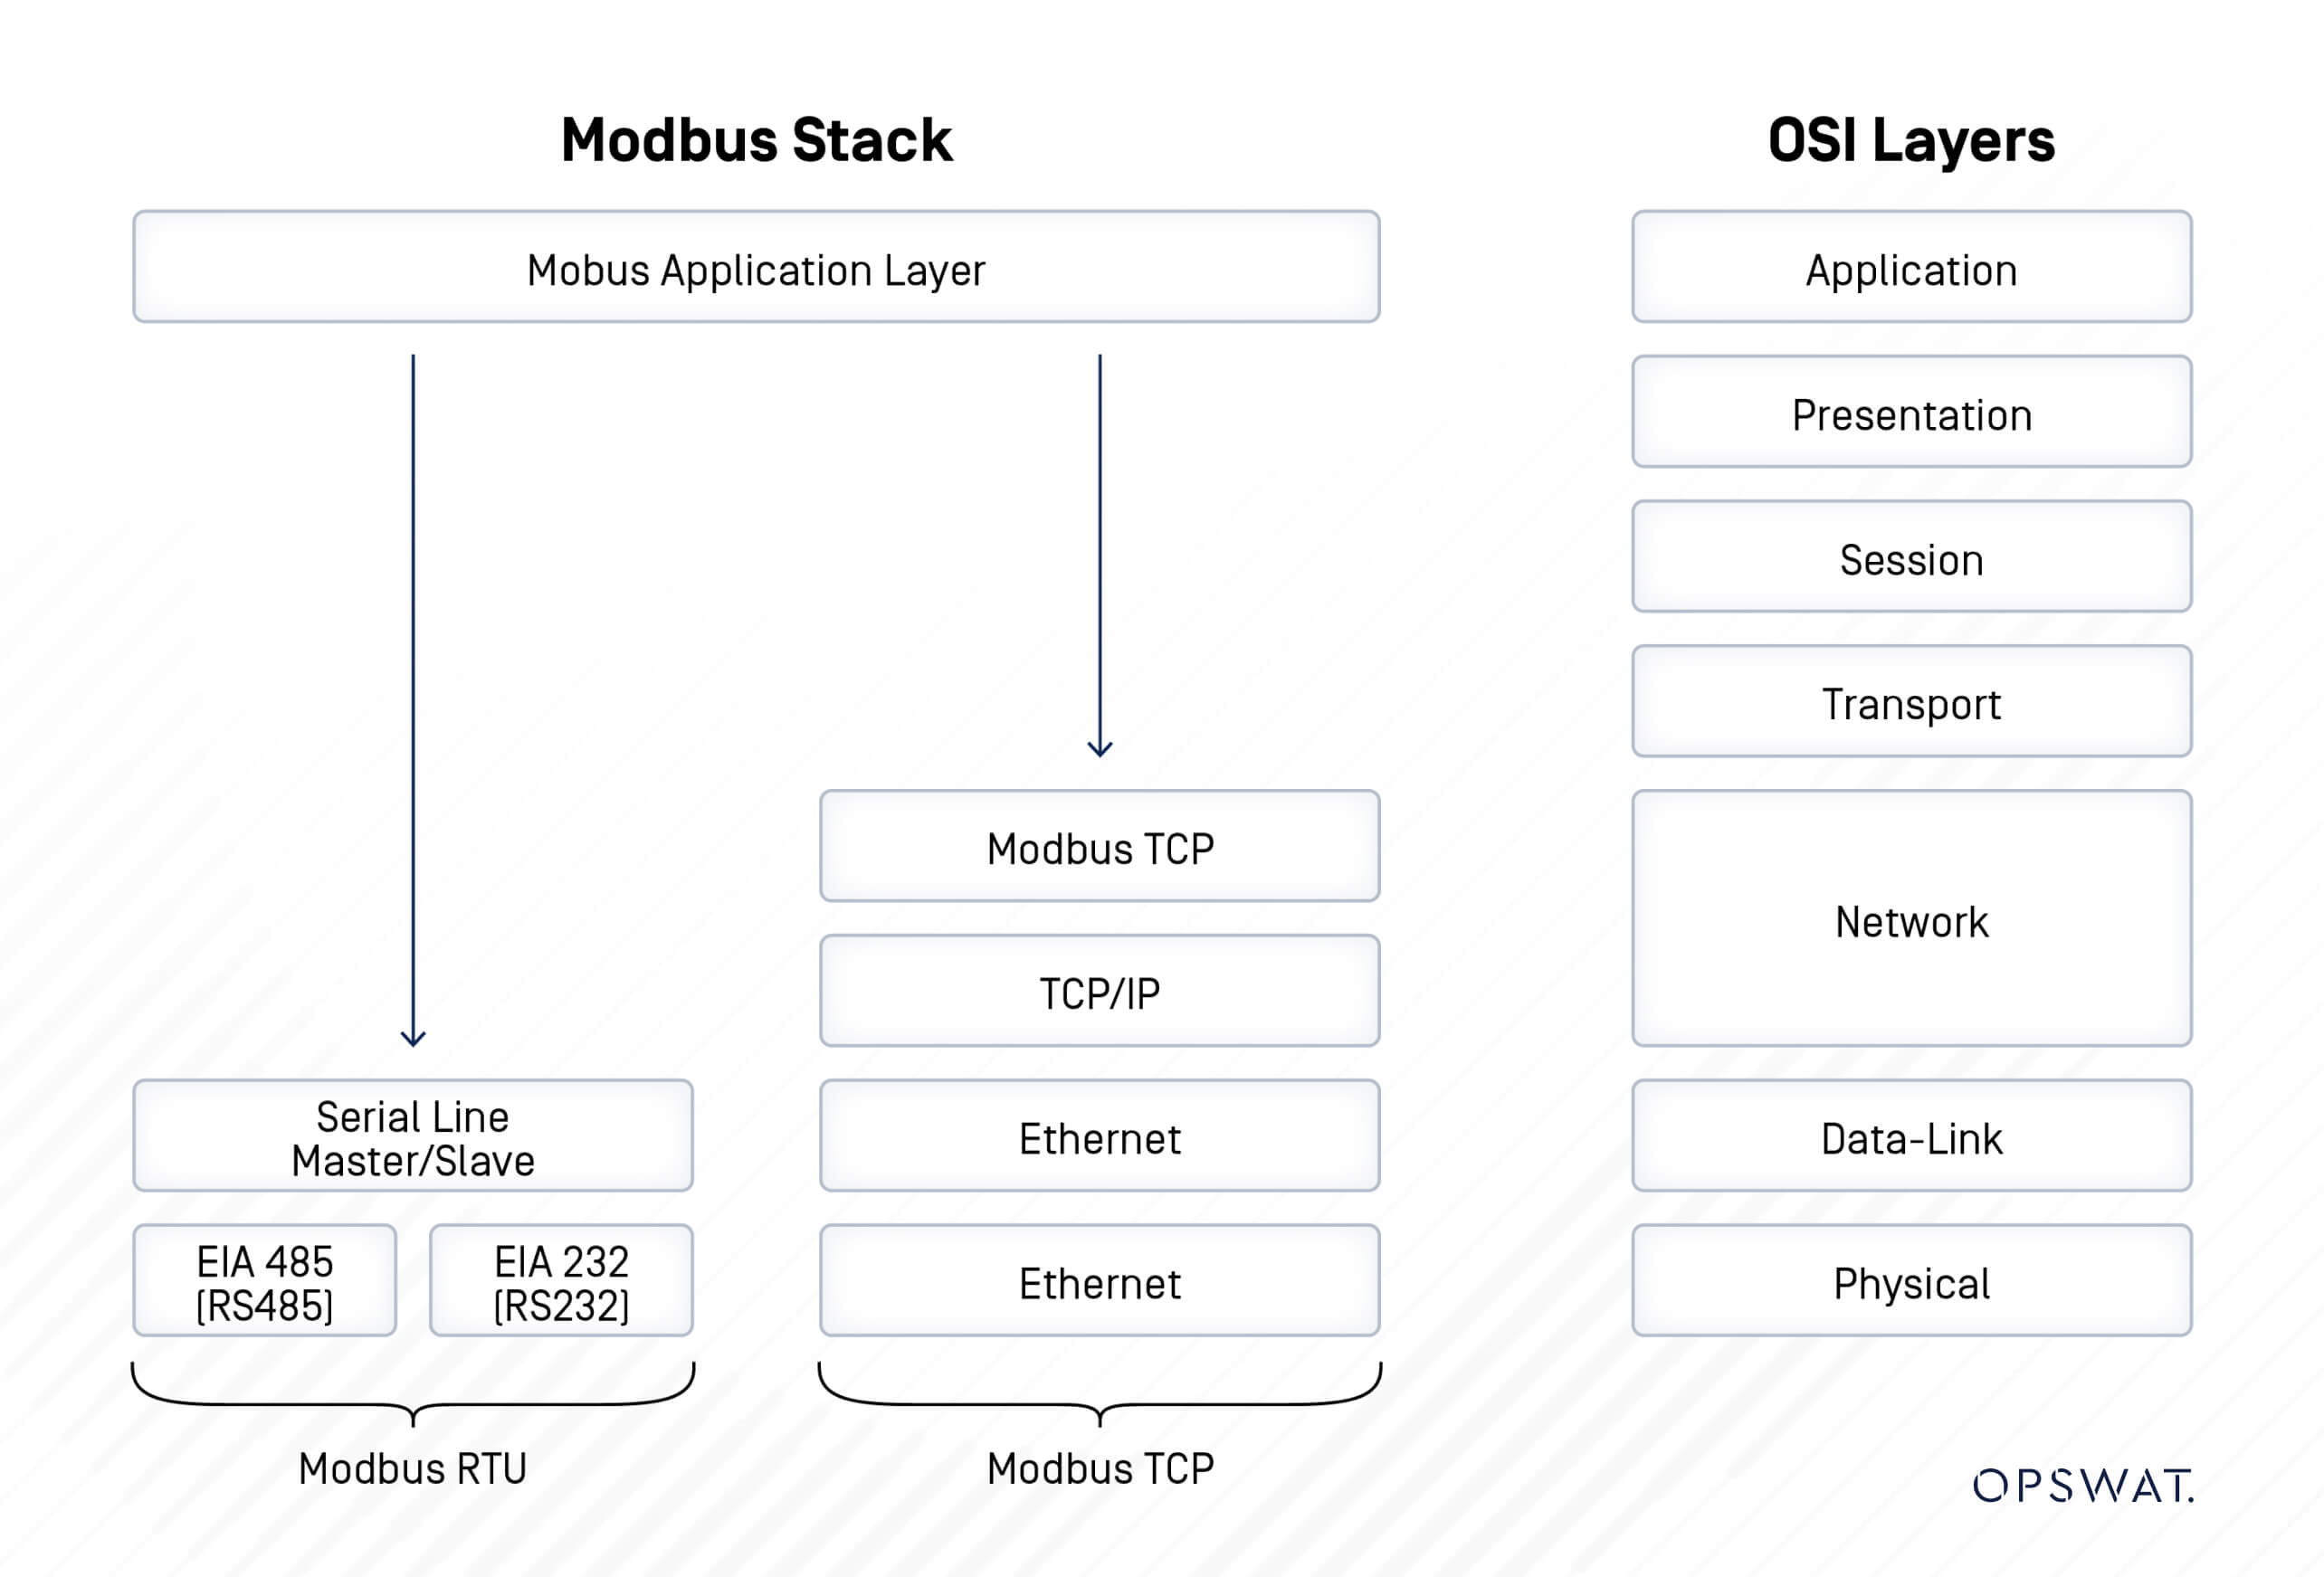 Modbus Stack
Mobus Application Layer
Serial Line
Master/Slave
EIA 485
(RS485)
EIA 232
(RS232)
Modbus RTU
Modbus TCP
TCP/IP
Ethernet
Ethernet
Modbus TCP
OSI Layers
Application
Presentation
Session
Transport
Network
Data-Link
Physical
OPSWAT.